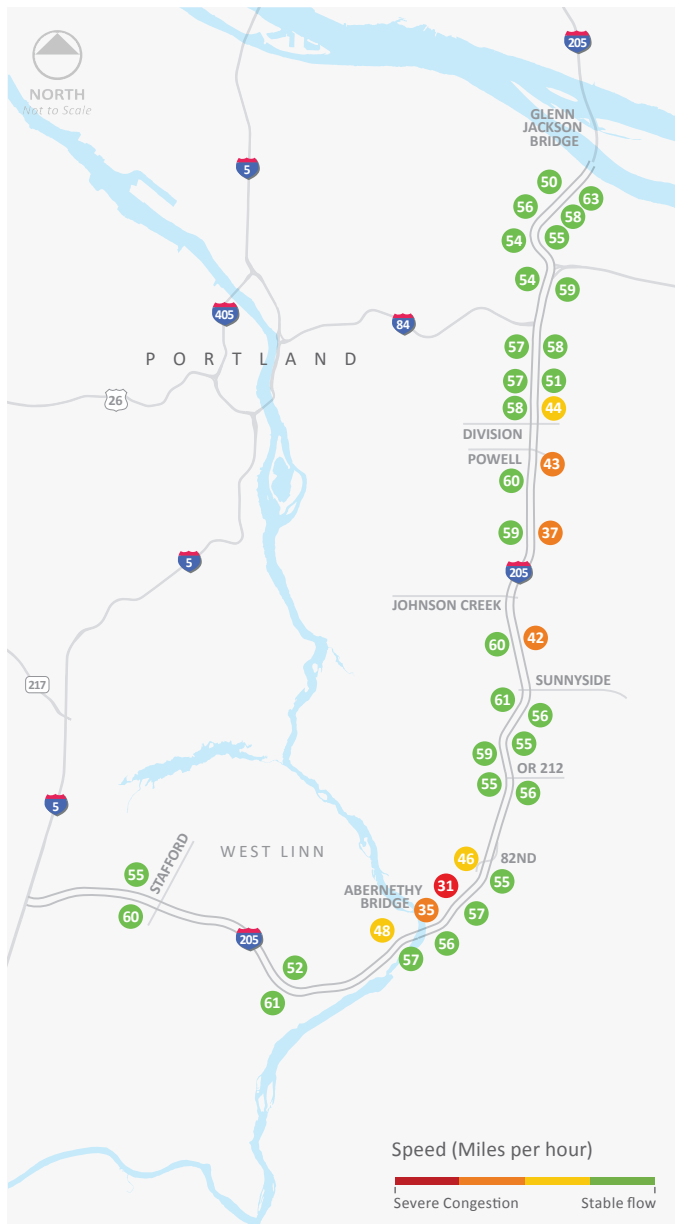 205
NORTH
Not to Scale
GLENN
JACKSON
BRIDGE
5
50
63
56
58
54
55
54
59
405
84
57
58
PORTLAND
57
51
26
58
44
DIVISION
POWELL
43
60
59
37
5
205
JOHNSON CREEK
60
42
217
SUNNYSIDE
61
56
55
59
OR 212
55
56
5
STAFFORD
WEST LINN
46
82ND
55
31
55
ABERNETHY
BRIDGE
35
57
60
48
205
56
57
52
61
Speed (Miles per hour)
Severe Congestion
Stable flow